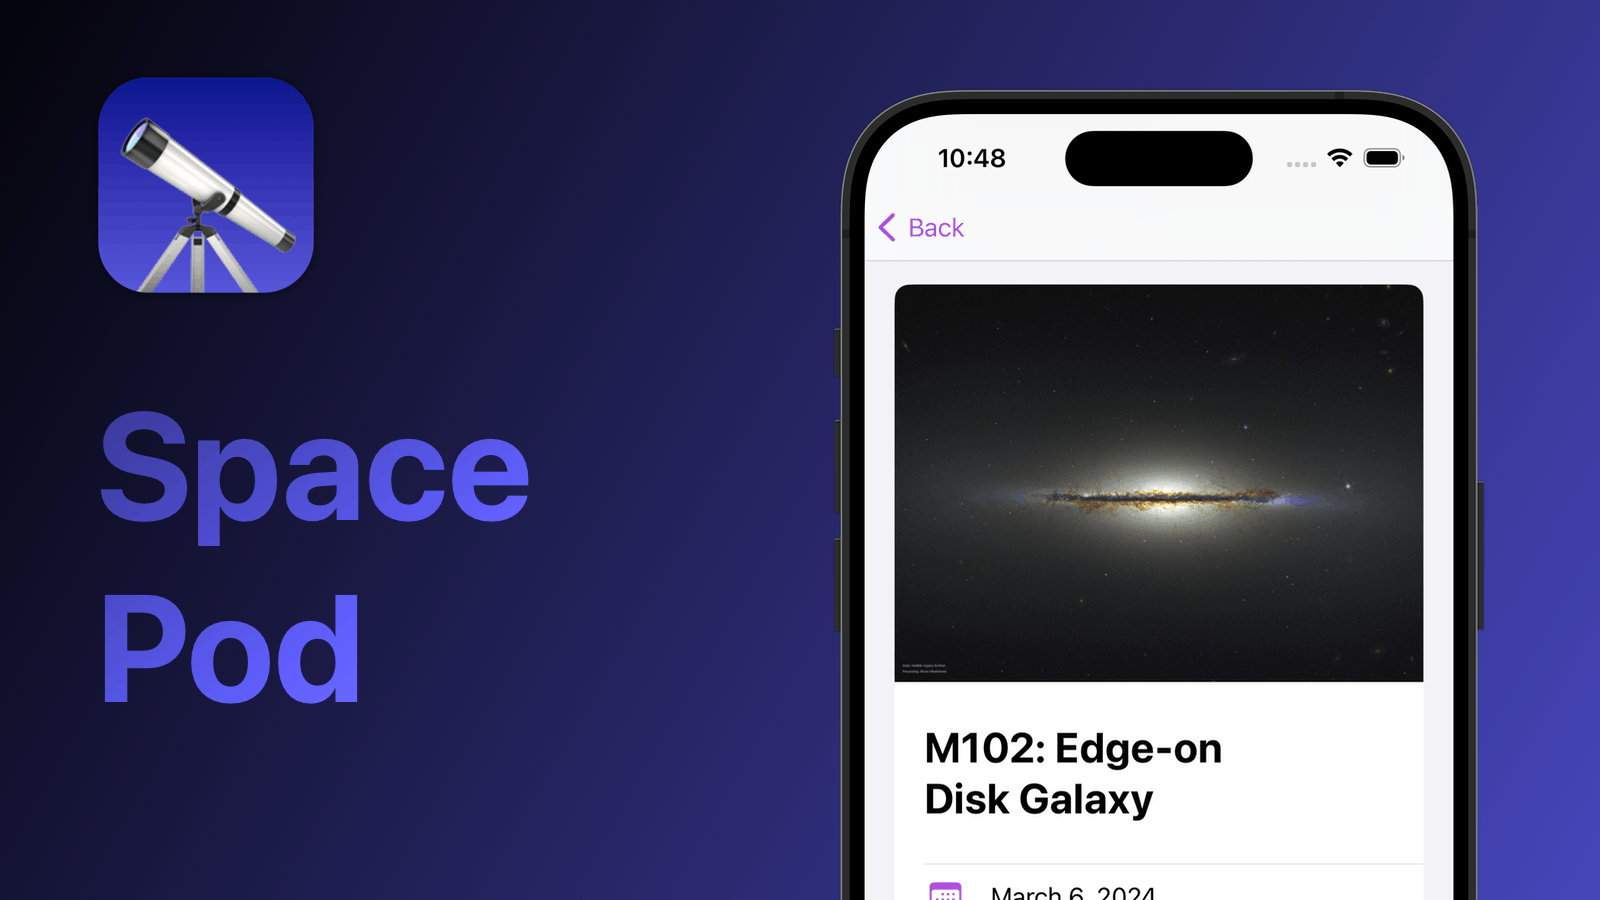 Space
Pod
10:48
Back
M102: Edge-on
Disk Galaxy
March 6, 2024